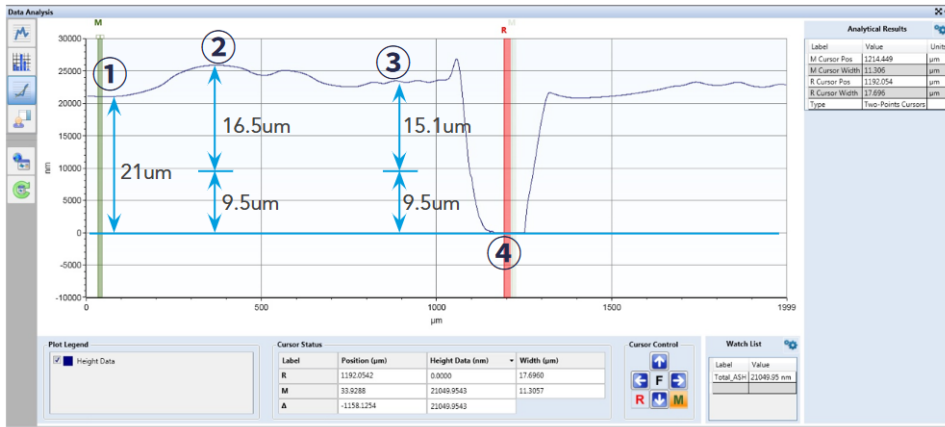 Data Analysis
M
M
R
30000
25000
20000
15000
10000
5000
0
-5000
-10000
nm
0
500
1000
1500
1999
µm
1
2
3
4
16.5um
15.1um
21um
9.5um
9.5um
Analytical Results
Label Value Units
M Cursor Pos 1214.449 µm
M Cursor Width 11.306 µm
R Cursor Pos 1192.054 µm
R Cursor Width 17.696 µm
Type Two-Points Cursors
Plot Legend
Height Data
Cursor Status
Label Position (µm) Height Data (nm) Width (µm)
R 1192.0542 0.0000 17.6960
M 33.9288 21049.9543 11.3057
Δ -1158.1254 21049.9543
Cursor Control
F
R M
Watch List
Label Value
Total_ASH 21049.95 nm